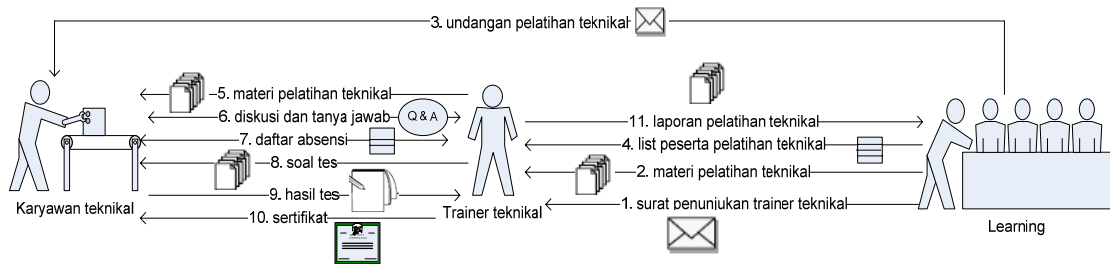 3. undangan pelatihan teknikal
5. materi pelatihan teknikal
6. diskusi dan tanya jawab
Q & A
7. daftar absensi
8. soal tes
9. hasil tes
10. sertifikat
11. laporan pelatihan teknikal
4. list peserta pelatihan teknikal
2. materi pelatihan teknikal
1. surat penunjukan trainer teknikal
Karyawan teknikal
Trainer teknikal
Learning